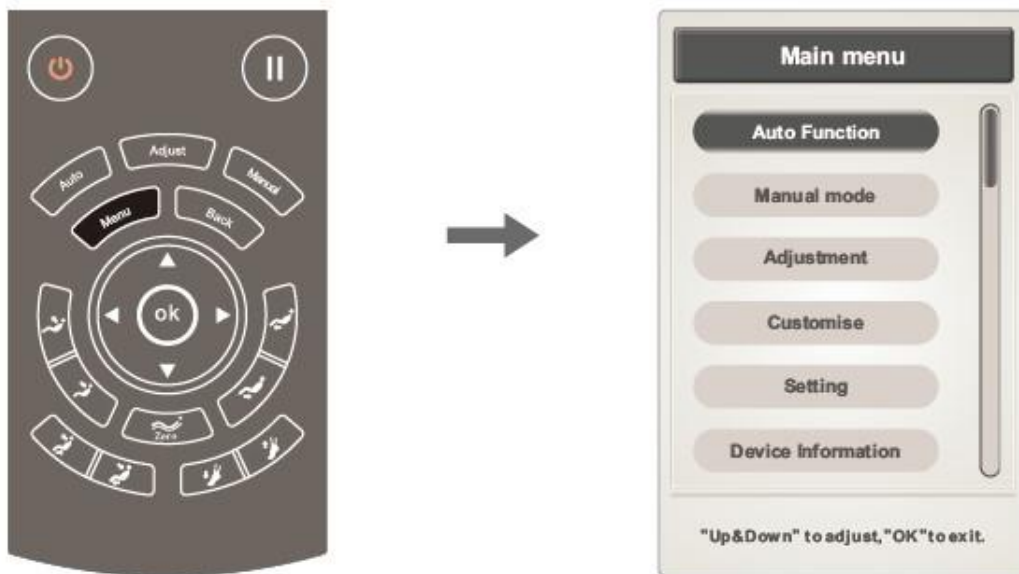 Adjust
Auto
Manual
Menu
Back
ok
Zero
Main menu
Auto Function
Manual mode
Adjustment
Customise
Setting
Device Information
"Up&Down" to adjust,"OK"to exit.